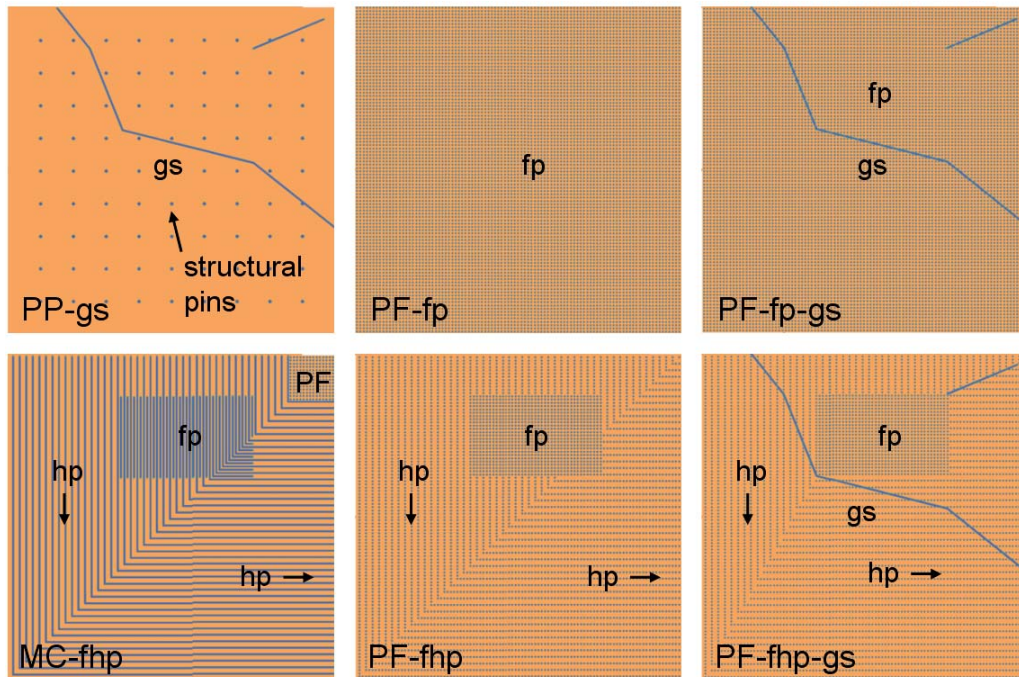 gs
structural
pins
PP-gs
fp
PF-fp
fp
gs
PF-fp-gs
PF
fp
hp
hp
MC-fhp
fp
hp
hp
PF-fhp
fp
hp
gs
hp
PF-fhp-gs